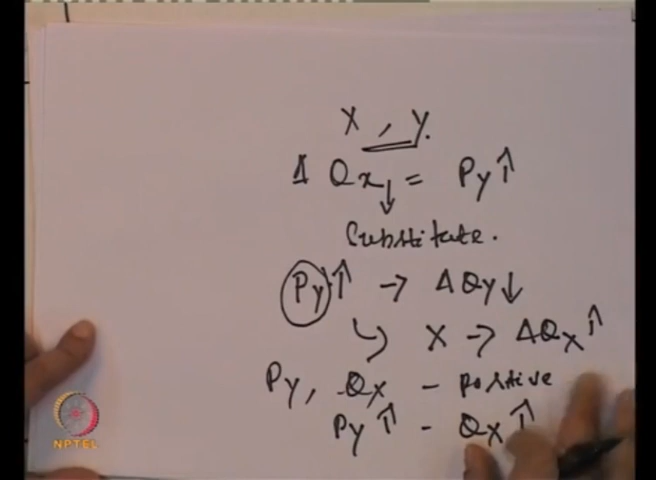 X , Y.
Δ Qx↓ = Py↑
Substitute.
Py↑ → ΔQy↓
↳ X → ΔQx↑
Py, Qx - positive
Py↑ - Qx↑
NPTEL